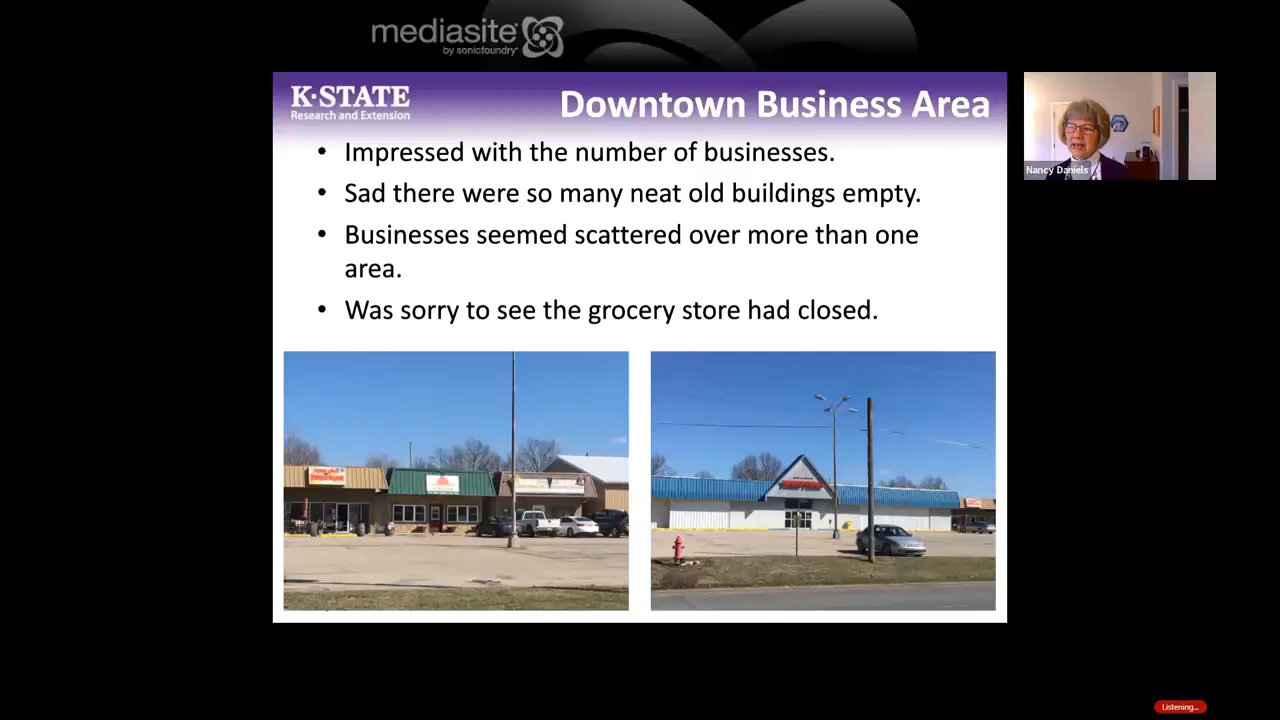 mediasite
by sonicfoundry
K-STATE
Research and Extension
Downtown Business Area
• Impressed with the number of businesses.
• Sad there were so many neat old buildings empty.
• Businesses seemed scattered over more than one
area.
• Was sorry to see the grocery store had closed.
Nancy Daniels
Listening...